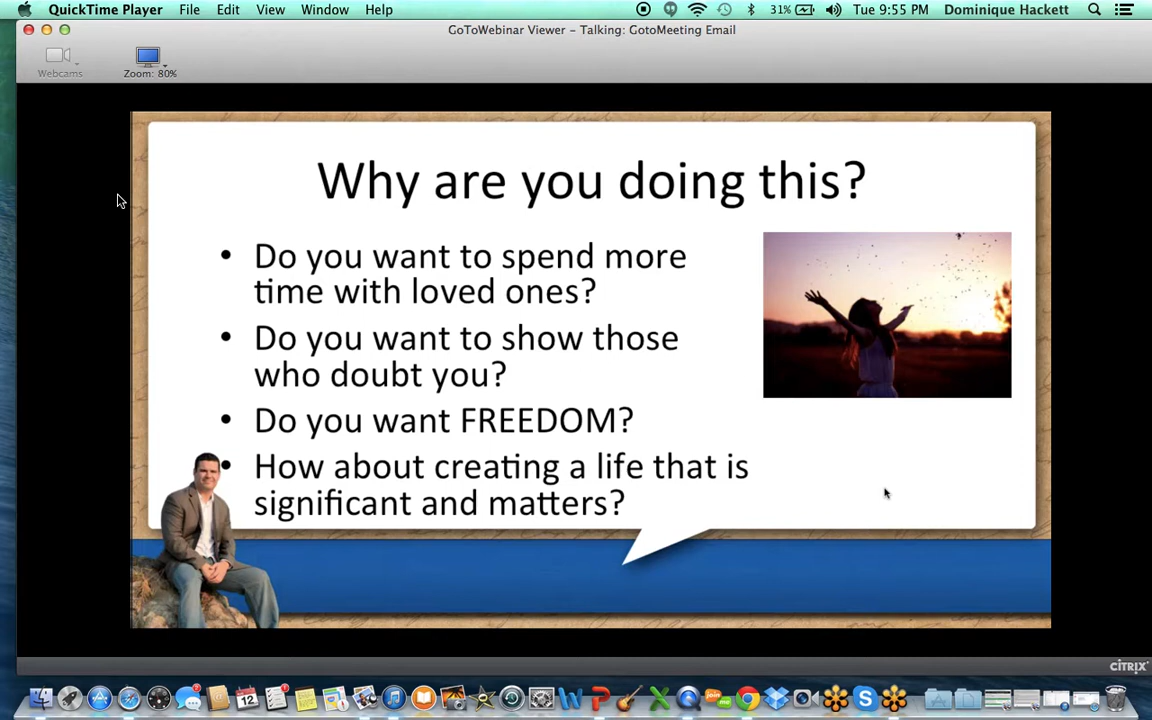 QuickTime Player File Edit View Window Help 31% Tue 9:55 PM Dominique Hackett
GoToWebinar Viewer – Talking: GotoMeeting Email
Webcams Zoom: 80%
Why are you doing this?
• Do you want to spend more
time with loved ones?
• Do you want to show those
who doubt you?
• Do you want FREEDOM?
• How about creating a life that is
significant and matters?
CITRIX
12
join.me